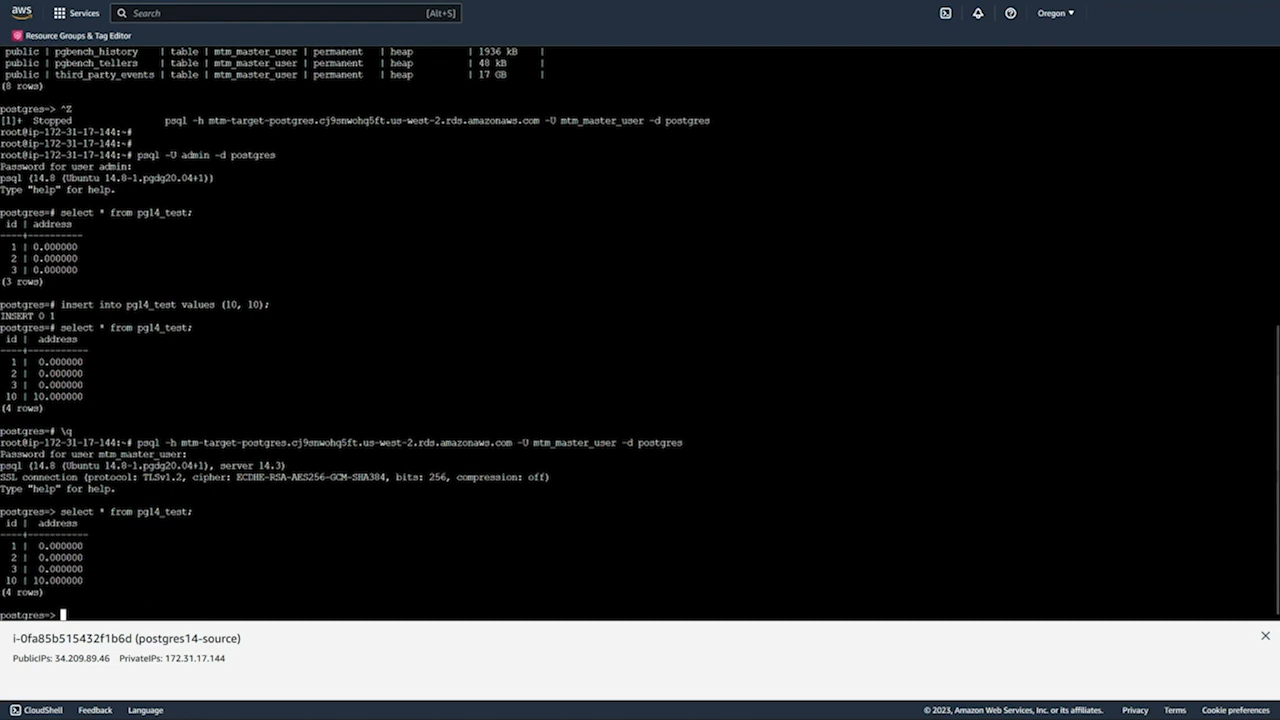 aws
Services
Search
[Alt+S]
Oregon
Resource Groups & Tag Editor
public | pgbench_history | table | mtm_master_user | permanent | heap | 1936 kB |
public | pgbench_tellers | table | mtm_master_user | permanent | heap | 48 kB |
public | third_party_events | table | mtm_master_user | permanent | heap | 17 GB |
(8 rows)
postgres=> ^Z
[1]+ Stopped psql -h mtm-target-postgres.cj9snwohq5ft.us-west-2.rds.amazonaws.com -U mtm_master_user -d postgres
root@ip-172-31-17-144:~#
root@ip-172-31-17-144:~#
root@ip-172-31-17-144:~# psql -U admin -d postgres
Password for user admin:
psql (14.8 (Ubuntu 14.8-1.pgdg20.04+1))
Type "help" for help.
postgres=# select * from pg14_test;
id | address
----+----------
1 | 0.000000
2 | 0.000000
3 | 0.000000
(3 rows)
postgres=# insert into pg14_test values (10, 10);
INSERT 0 1
postgres=# select * from pg14_test;
id | address
----+-----------
1 | 0.000000
2 | 0.000000
3 | 0.000000
10 | 10.000000
(4 rows)
postgres=# \q
root@ip-172-31-17-144:~# psql -h mtm-target-postgres.cj9snwohq5ft.us-west-2.rds.amazonaws.com -U mtm_master_user -d postgres
Password for user mtm_master_user:
psql (14.8 (Ubuntu 14.8-1.pgdg20.04+1), server 14.3)
SSL connection (protocol: TLSv1.2, cipher: ECDHE-RSA-AES256-GCM-SHA384, bits: 256, compression: off)
Type "help" for help.
postgres=> select * from pg14_test;
id | address
----+-----------
1 | 0.000000
2 | 0.000000
3 | 0.000000
10 | 10.000000
(4 rows)
postgres=>
i-0fa85b515432f1b6d (postgres14-source)
PublicIPs: 34.209.89.46 PrivateIPs: 172.31.17.144
CloudShell Feedback Language
© 2023, Amazon Web Services, Inc. or its affiliates. Privacy Terms Cookie preferences